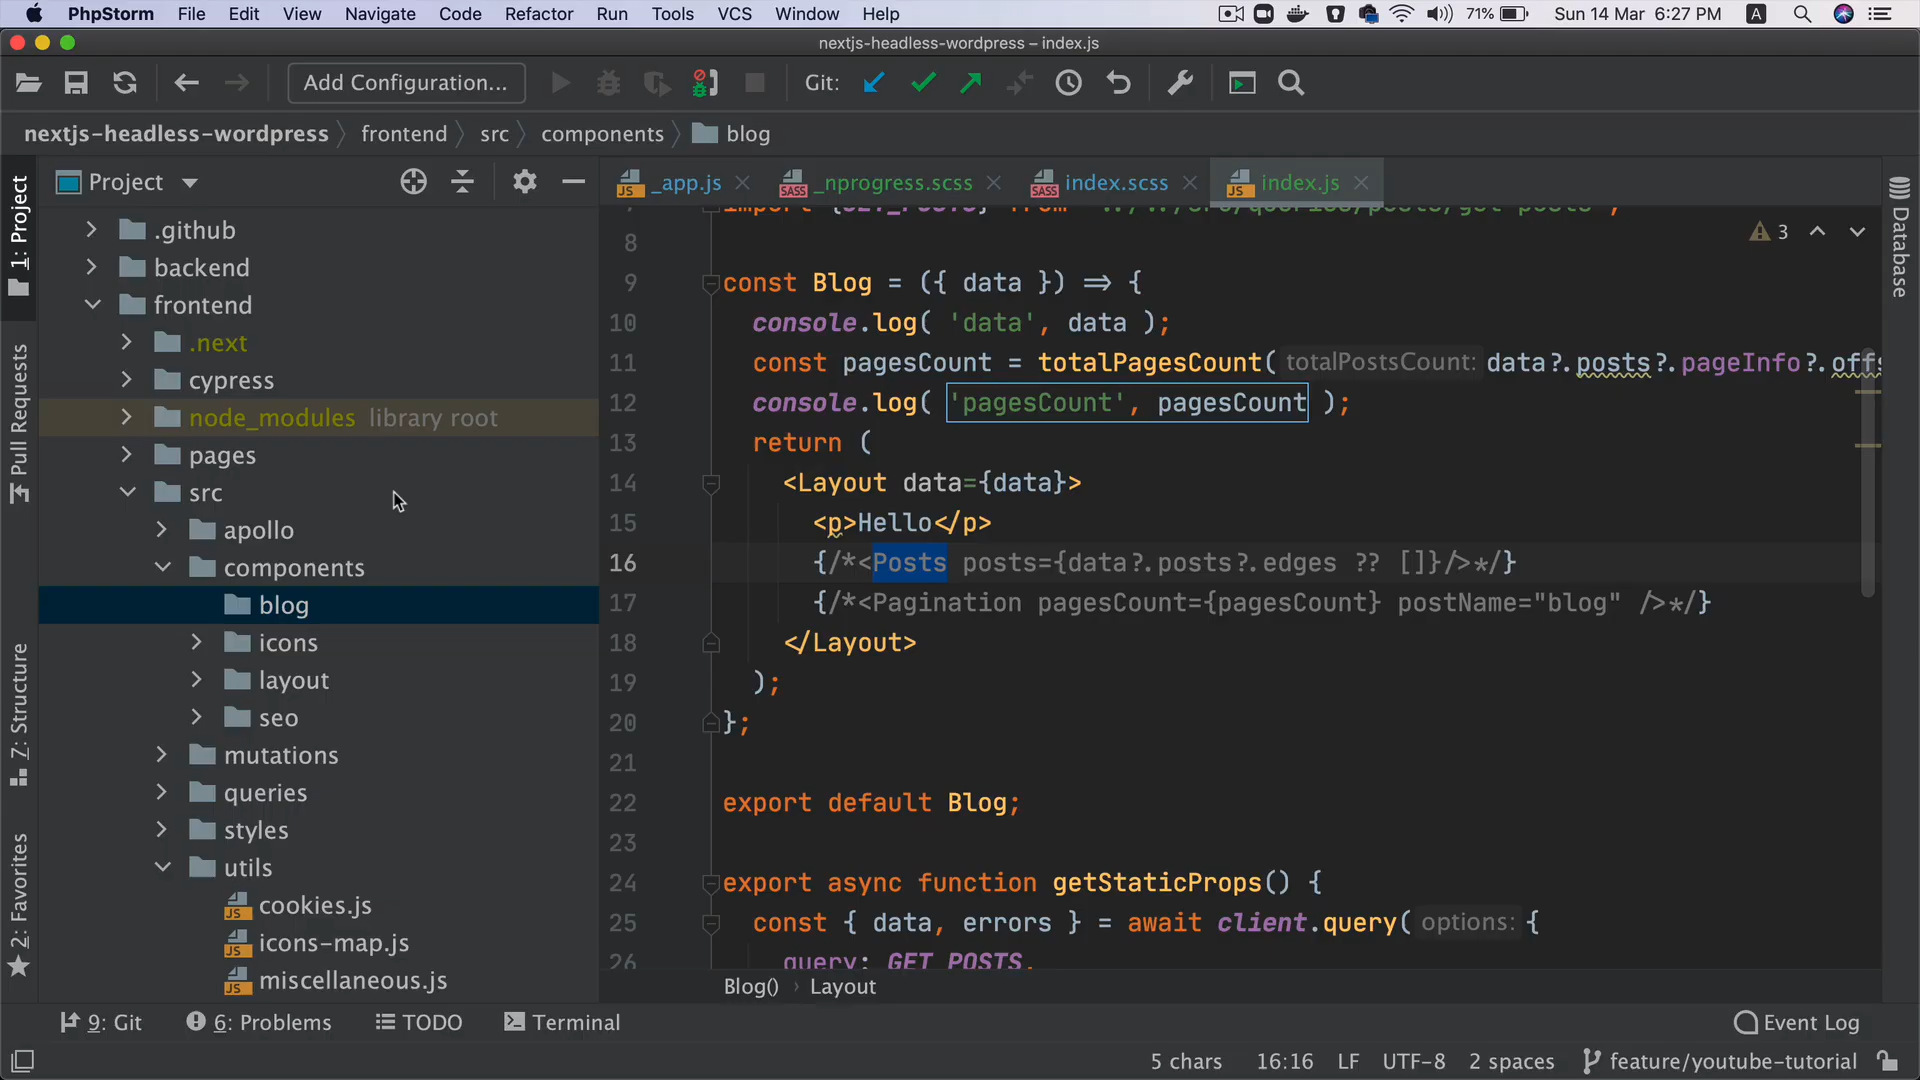 PhpStorm File Edit View Navigate Code Refactor Run Tools VCS Window Help 71% Sun 14 Mar 6:27 PM A
nextjs-headless-wordpress – index.js
Add Configuration... Git:
nextjs-headless-wordpress frontend src components blog
Project
_app.js _nprogress.scss index.scss index.js
1: Project
Pull Requests
Z: Structure
2: Favorites
.github
backend
frontend
.next
cypress
node_modules library root
pages
src
apollo
components
blog
icons
layout
seo
mutations
queries
styles
utils
cookies.js
icons-map.js
miscellaneous.js
3
8
9 const Blog = ({ data }) => {
10 console.log( 'data', data );
11 const pagesCount = totalPagesCount( totalPostsCount: data?.posts?.pageInfo?.offs
12 console.log( 'pagesCount', pagesCount );
13 return (
14 <Layout data={data}>
15 <p>Hello</p>
16 {/*<Posts posts={data?.posts?.edges ?? []}/>*/}
17 {/*<Pagination pagesCount={pagesCount} postName="blog" />*/}
18 </Layout>
19 );
20 };
21
22 export default Blog;
23
24 export async function getStaticProps() {
25 const { data, errors } = await client.query( options: {
26 query: GET_POSTS,
Blog() Layout
Database
9: Git 6: Problems TODO Terminal Event Log
5 chars 16:16 LF UTF-8 2 spaces feature/youtube-tutorial